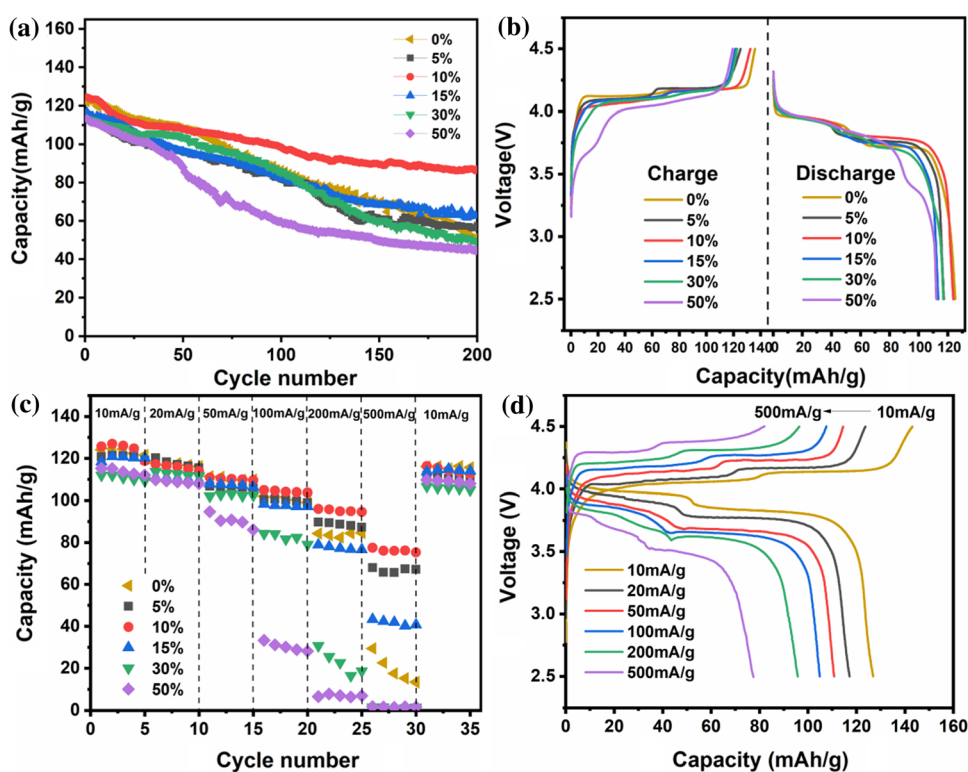 (a)
Capacity(mAh/g)
160
140
120
100
80
60
40
20
0
0 50 100 150 200
Cycle number
0%
5%
10%
15%
30%
50%
(b)
Voltage(V)
4.5
4.0
3.5
3.0
2.5
0 20 40 60 80 100 120 140 0 20 40 60 80 100 120
Capacity(mAh/g)
Charge
0%
5%
10%
15%
30%
50%
Discharge
0%
5%
10%
15%
30%
50%
(c)
Capacity (mAh/g)
140
120
100
80
60
40
20
0
10mA/g 20mA/g 50mA/g 100mA/g 200mA/g 500mA/g 10mA/g
0%
5%
10%
15%
30%
50%
0 5 10 15 20 25 30 35
Cycle number
(d)
Voltage (V)
4.5
4.0
3.5
3.0
2.5
500mA/g 10mA/g
10mA/g
20mA/g
50mA/g
100mA/g
200mA/g
500mA/g
0 20 40 60 80 100 120 140 160
Capacity (mAh/g)